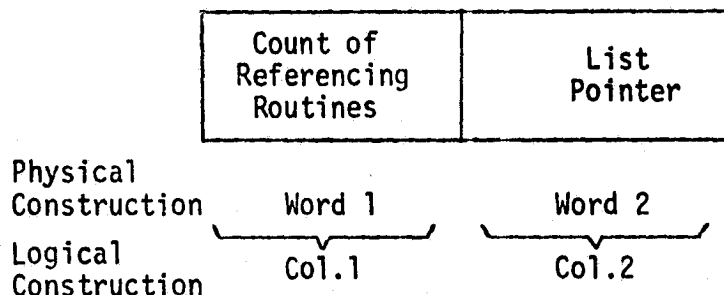 Count of
Referencing
Routines
List
Pointer
Physical
Construction Word 1 Word 2
Logical
Construction Col.1 Col.2